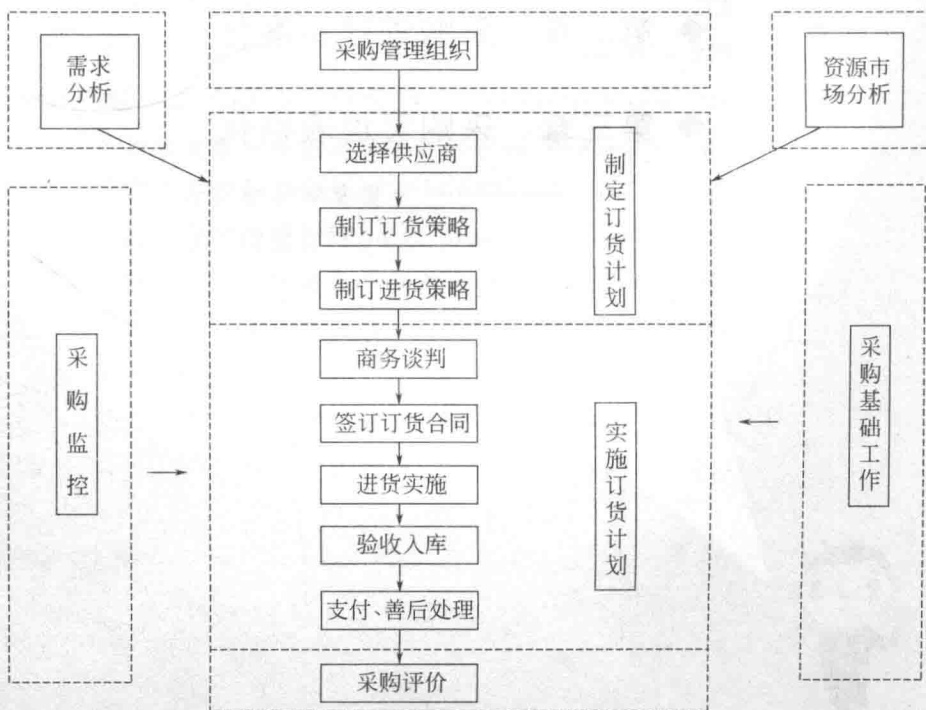 采购管理组织
需求
分析
资源市
场分析
选择供应商
制订订货策略
制订进货策略
制定订货计划
商务谈判
签订订货合同
进货实施
验收入库
支付、善后处理
实施订货计划
采购评价
采购监控
采购基础工作